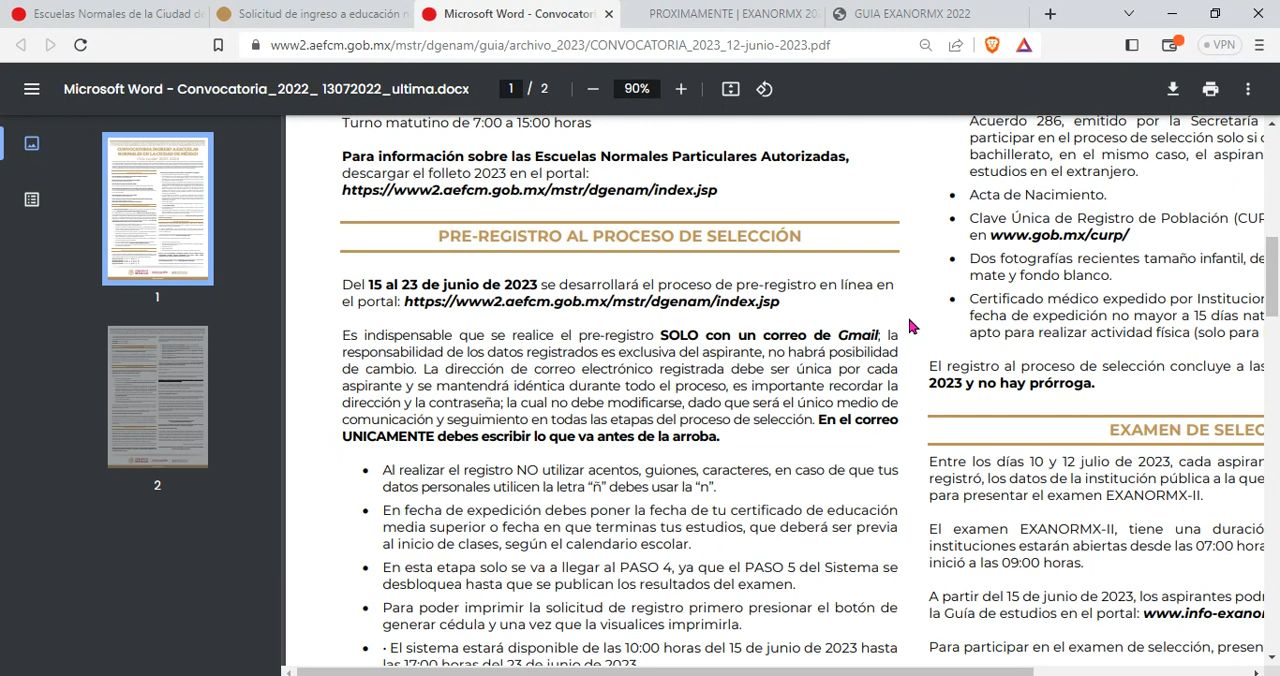 Escuelas Normales de la Ciudad de
Solicitud de ingreso a educación n
Microsoft Word - Convocatori
PROXIMAMENTE | EXANORMX 202
GUIA EXANORMX 2022
www2.aefcm.gob.mx/mstr/dgenam/guia/archivo_2023/CONVOCATORIA_2023_12-junio-2023.pdf
VPN
Microsoft Word - Convocatoria_2022_ 13072022_ultima.docx
1 / 2
90%
1
2
Turno matutino de 7:00 a 15:00 horas
Para información sobre las Escuelas Normales Particulares Autorizadas,
descargar el folleto 2023 en el portal:
https://www2.aefcm.gob.mx/mstr/dgenam/index.jsp
PRE-REGISTRO AL PROCESO DE SELECCIÓN
Del 15 al 23 de junio de 2023 se desarrollará el proceso de pre-registro en línea en
el portal: https://www2.aefcm.gob.mx/mstr/dgenam/index.jsp
Es indispensable que se realice el preregistro SOLO con un correo de Gmail; la
responsabilidad de los datos registrados es exclusiva del aspirante, no habrá posibilidad
de cambio. La dirección de correo electrónico registrada debe ser única por cada
aspirante y se mantendrá idéntica durante todo el proceso, es importante recordar la
dirección y la contraseña; la cual no debe modificarse, dado que será el único medio de
comunicación y seguimiento en todas las etapas del proceso de selección. En el correo
UNICAMENTE debes escribir lo que va antes de la arroba.
• Al realizar el registro NO utilizar acentos, guiones, caracteres, en caso de que tus
datos personales utilicen la letra “ñ” debes usar la “n”.
• En fecha de expedición debes poner la fecha de tu certificado de educación
media superior o fecha en que terminas tus estudios, que deberá ser previa
al inicio de clases, según el calendario escolar.
• En esta etapa solo se va a llegar al PASO 4, ya que el PASO 5 del Sistema se
desbloquea hasta que se publican los resultados del examen.
• Para poder imprimir la solicitud de registro primero presionar el botón de
generar cédula y una vez que la visualices imprimirla.
• · El sistema estará disponible de las 10:00 horas del 15 de junio de 2023 hasta
las 17:00 horas del 23 de junio de 2023
Acuerdo 286, emitido por la Secretaría
participar en el proceso de selección solo si c
bachillerato, en el mismo caso, el aspiran
estudios en el extranjero.
• Acta de Nacimiento.
• Clave Única de Registro de Población (CUR
en www.gob.mx/curp/
• Dos fotografías recientes tamaño infantil, de
mate y fondo blanco.
• Certificado médico expedido por Institucion
fecha de expedición no mayor a 15 días nat
apto para realizar actividad física (solo para
El registro al proceso de selección concluye a las
2023 y no hay prórroga.
EXAMEN DE SELEC
Entre los días 10 y 12 julio de 2023, cada aspiran
registró, los datos de la institución pública a la que
para presentar el examen EXANORMX-II.
El examen EXANORMX-II, tiene una duració
instituciones estarán abiertas desde las 07:00 hora
inició a las 09:00 horas.
A partir del 15 de junio de 2023, los aspirantes podr
la Guía de estudios en el portal: www.info-exanor
Para participar en el examen de selección, presen